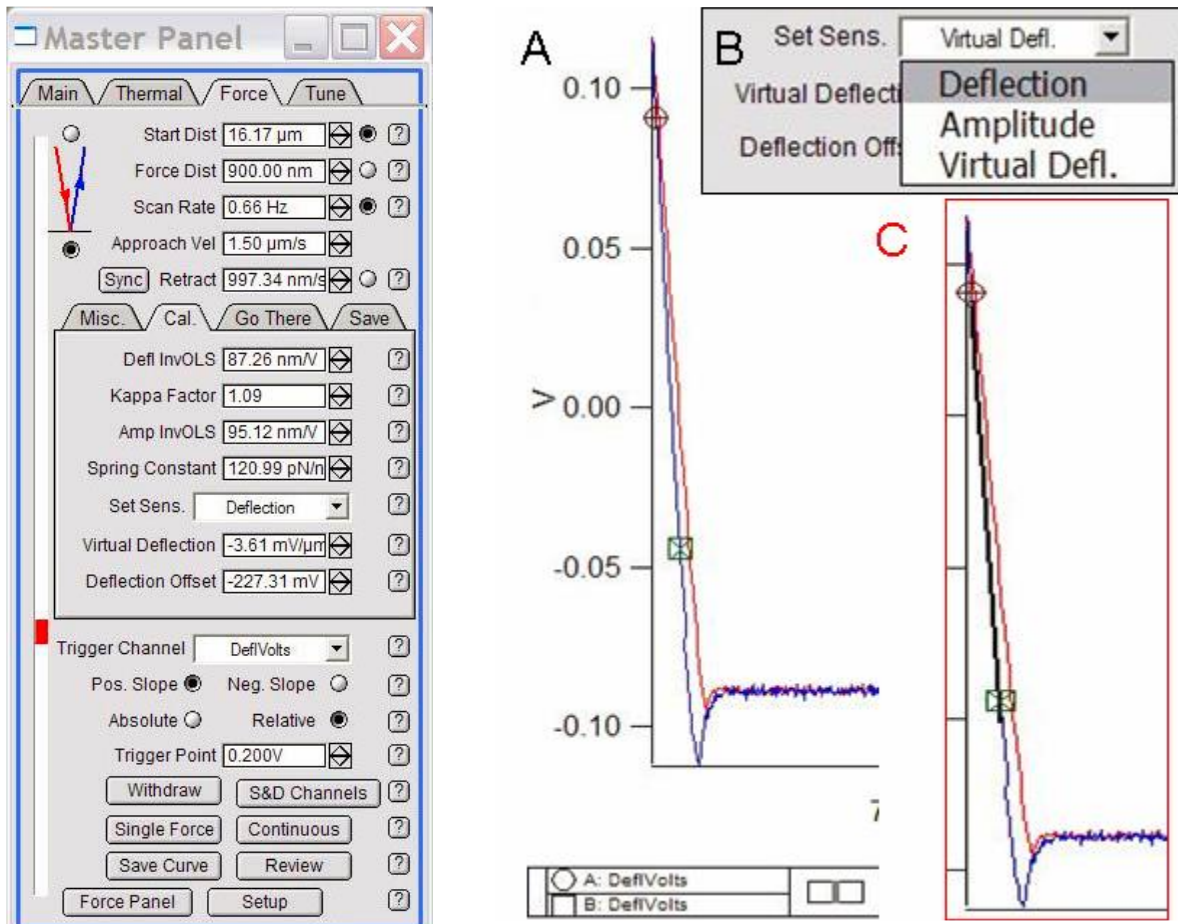 Master Panel
Main Thermal Force Tune
Start Dist 16.17 µm ?
Force Dist 900.00 nm ?
Scan Rate 0.66 Hz ?
Approach Vel 1.50 µm/s
Sync Retract 997.34 nm/s ?
Misc. Cal. Go There Save
Defl InvOLS 87.26 nm/V ?
Kappa Factor 1.09 ?
Amp InvOLS 95.12 nm/V ?
Spring Constant 120.99 pN/n ?
Set Sens. Deflection ?
Virtual Deflection -3.61 mV/µm ?
Deflection Offset -227.31 mV ?
Trigger Channel DeflVolts ?
Pos. Slope Neg. Slope ?
Absolute Relative ?
Trigger Point 0.200V ?
Withdraw S&D Channels ?
Single Force Continuous ?
Save Curve Review ?
Force Panel Setup ?
A
0.10
0.05
V 0.00
-0.05
-0.10
7
A: DeflVolts
B: DeflVolts
B
Set Sens. Virtual Defl.
Virtual Deflecti
Deflection Offs
Deflection
Amplitude
Virtual Defl.
C